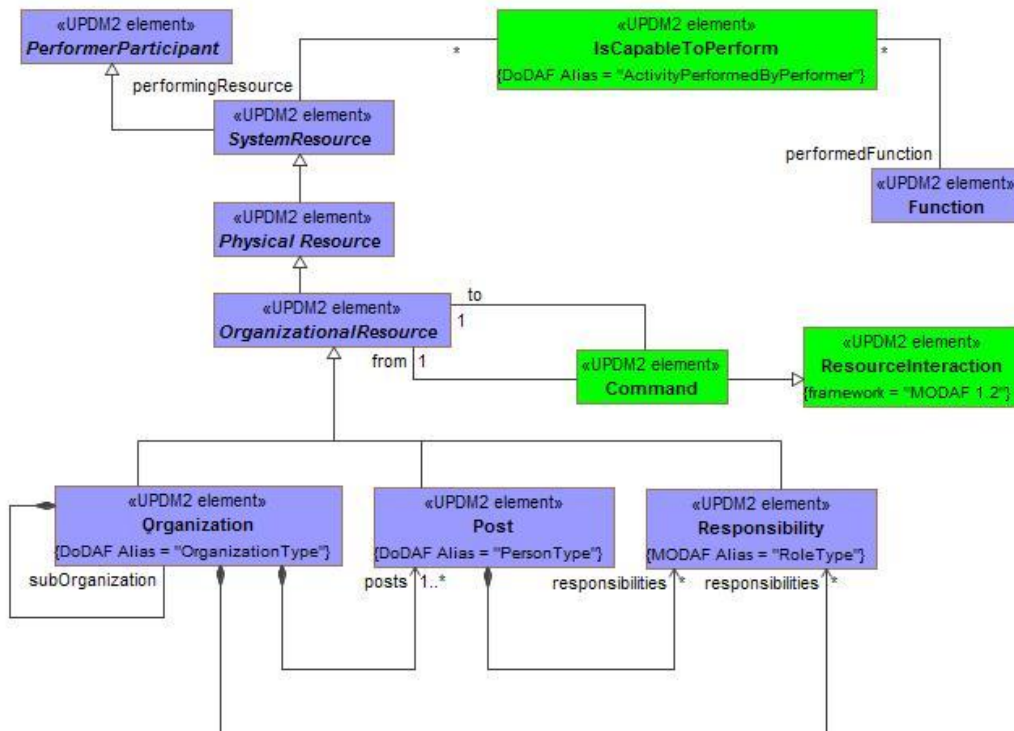 «UPDM2 element»
PerformerParticipant
«UPDM2 element»
IsCapableToPerform
{DoDAF Alias = "ActivityPerformedByPerformer"}
*
*
performingResource
«UPDM2 element»
SystemResource
performedFunction
«UPDM2 element»
Function
«UPDM2 element»
Physical Resource
«UPDM2 element»
OrganizationalResource
to
1
from 1
«UPDM2 element»
Command
«UPDM2 element»
ResourceInteraction
{framework = "MODAF 1.2"}
«UPDM2 element»
Organization
{DoDAF Alias = "OrganizationType"}
«UPDM2 element»
Post
{DoDAF Alias = "PersonType"}
«UPDM2 element»
Responsibility
{MODAF Alias = "RoleType"}
subOrganization
posts 1..*
responsibilities *
responsibilities *